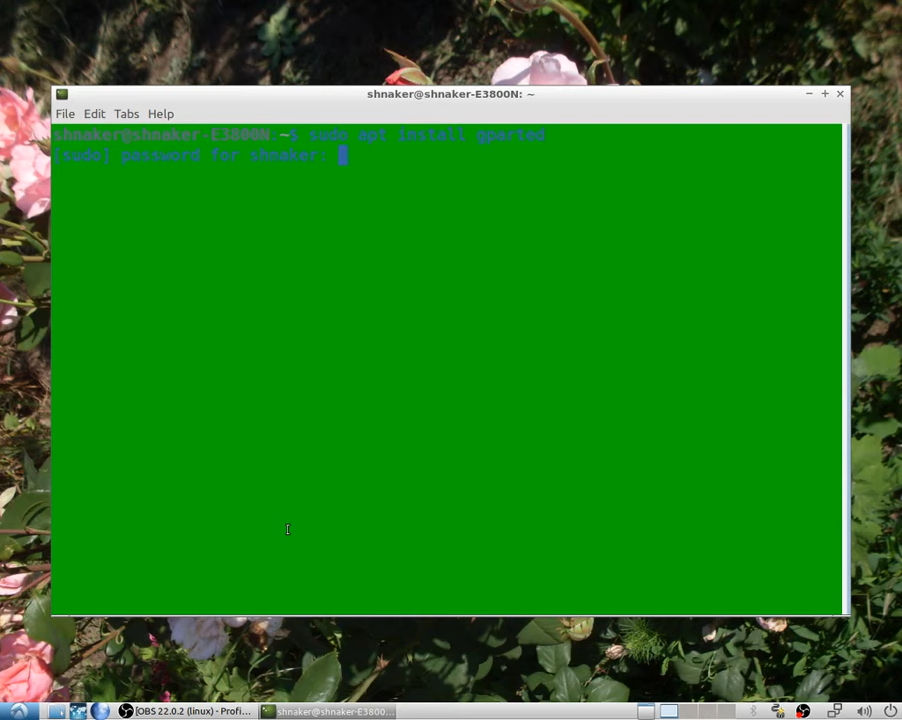 shnaker@shnaker-E3800N: ~
File Edit Tabs Help
shnaker@shnaker-E3800N:~$ sudo apt install gparted
[sudo] password for shnaker:
[OBS 22.0.2 (linux) - Profi...
shnaker@shnaker-E3800...